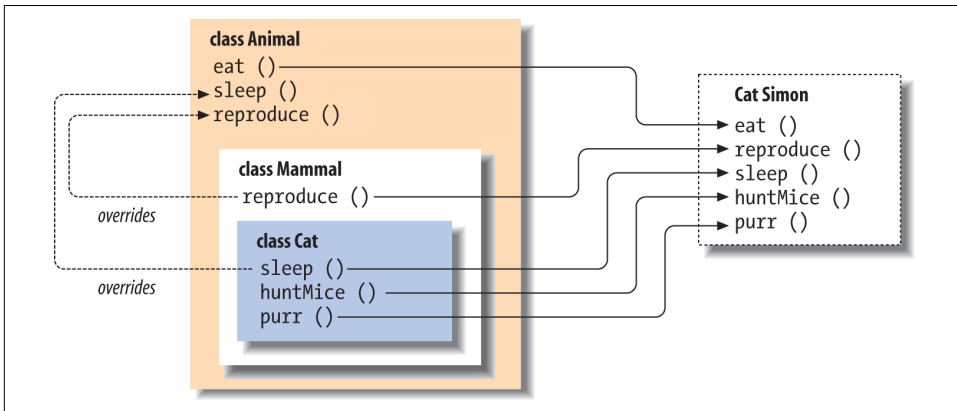 class Animal
eat ()
sleep ()
reproduce ()
class Mammal
reproduce ()
overrides
class Cat
sleep ()
huntMice ()
purr ()
overrides
Cat Simon
eat ()
reproduce ()
sleep ()
huntMice ()
purr ()